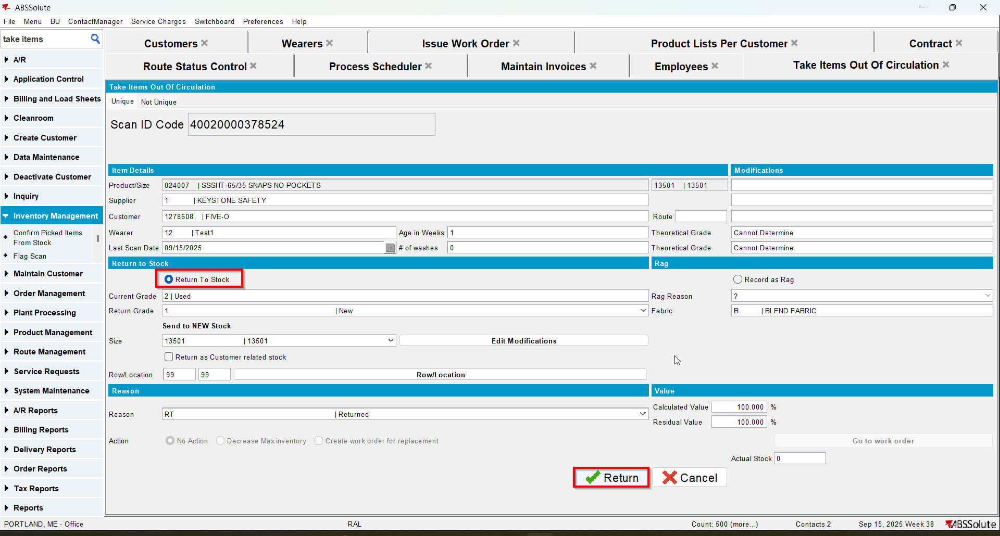 ABSSolute
File Menu BU ContactManager Service Charges Switchboard Preferences Help
take items
Customers
Wearers
Issue Work Order
Product Lists Per Customer
Contract
Route Status Control
Process Scheduler
Maintain Invoices
Employees
Take Items Out Of Circulation
A/R
Application Control
Billing and Load Sheets
Cleanroom
Create Customer
Data Maintenance
Deactivate Customer
Inquiry
Inventory Management
Confirm Picked Items
From Stock
Flag Scan
Maintain Customer
Order Management
Plant Processing
Product Management
Route Management
Service Requests
System Maintenance
A/R Reports
Billing Reports
Delivery Reports
Order Reports
Tax Reports
Reports
Take Items Out Of Circulation
Unique Not Unique
Scan ID Code 40020000378524
Item Details
Modifications
Product/Size 024007 | SSSHT-65/35 SNAPS NO POCKETS 13501 | 13501
Supplier 1 | KEYSTONE SAFETY
Customer 1278608 | FIVE-O Route
Wearer 12 | Test1 Age in Weeks 1 Theoretical Grade Cannot Determine
Last Scan Date 09/15/2025 16 # of washes 0 Theoretical Grade Cannot Determine
Return to Stock
Rag
Return To Stock
Record as Rag
Current Grade 2 | Used Rag Reason ?
Return Grade 1 | New Fabric B | BLEND FABRIC
Send to NEW Stock
Size 13501 | 13501 Edit Modifications
Return as Customer related stock
Row/Location 99 99 Row/Location
Reason
Value
Calculated Value 100.000 %
Reason RT | Returned
Residual Value 100.000 %
Action No Action Decrease Max inventory Create work order for replacement
Go to work order
Actual Stock 0
Return Cancel
PORTLAND, ME - Office RAL Count: 500 (more...) Contacts 2 Sep 15, 2025 Week 38 ABSSolute